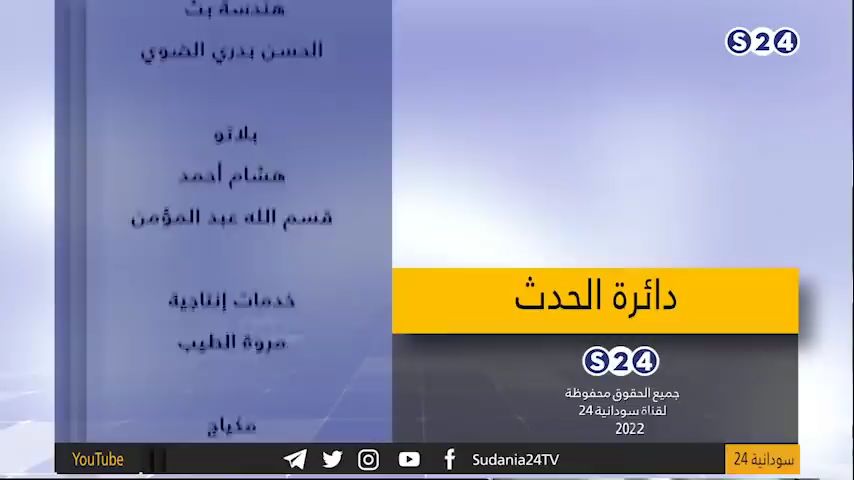 S24
هندسة بث
الحسن بدري الضوي
بلاتو
هشام أحمد
قسم الله عبد المؤمن
خدمات إنتاجية
مروة الطيب
مكياج
دائرة الحدث
S24
جميع الحقوق محفوظة
لقناة سودانية 24
2022
YouTube
Sudania24TV
سودانية 24